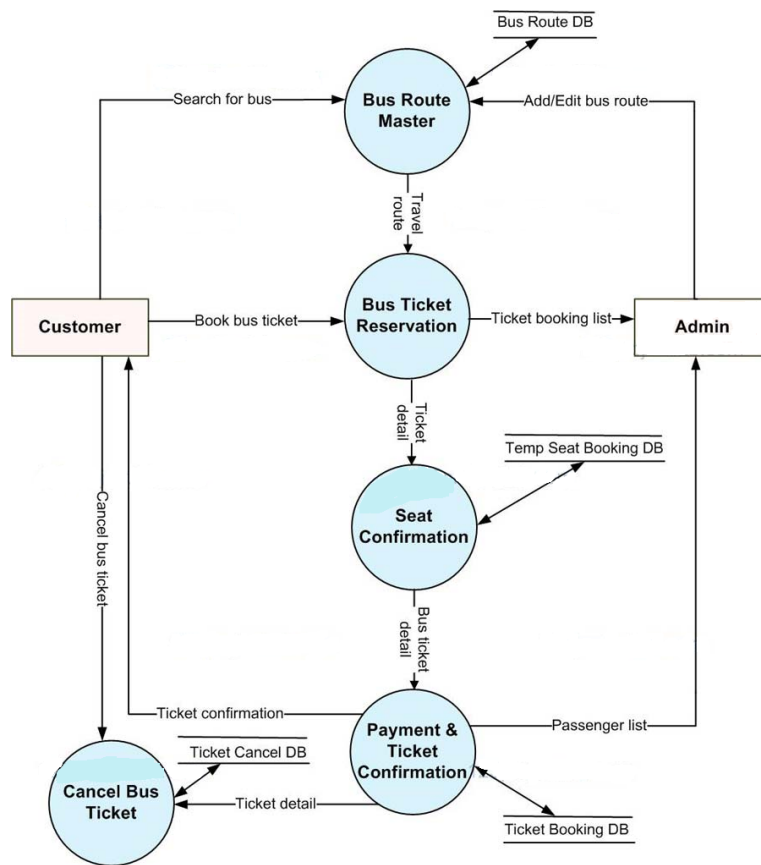 Bus Route DB
Search for bus
Bus Route
Master
Add/Edit bus route
Travel
route
Customer
Book bus ticket
Bus Ticket
Reservation
Ticket booking list
Admin
Ticket
detail
Temp Seat Booking DB
Seat
Confirmation
Cancel bus ticket
Bus ticket
detail
Ticket confirmation
Payment &
Ticket
Confirmation
Passenger list
Ticket Cancel DB
Cancel Bus
Ticket
Ticket detail
Ticket Booking DB